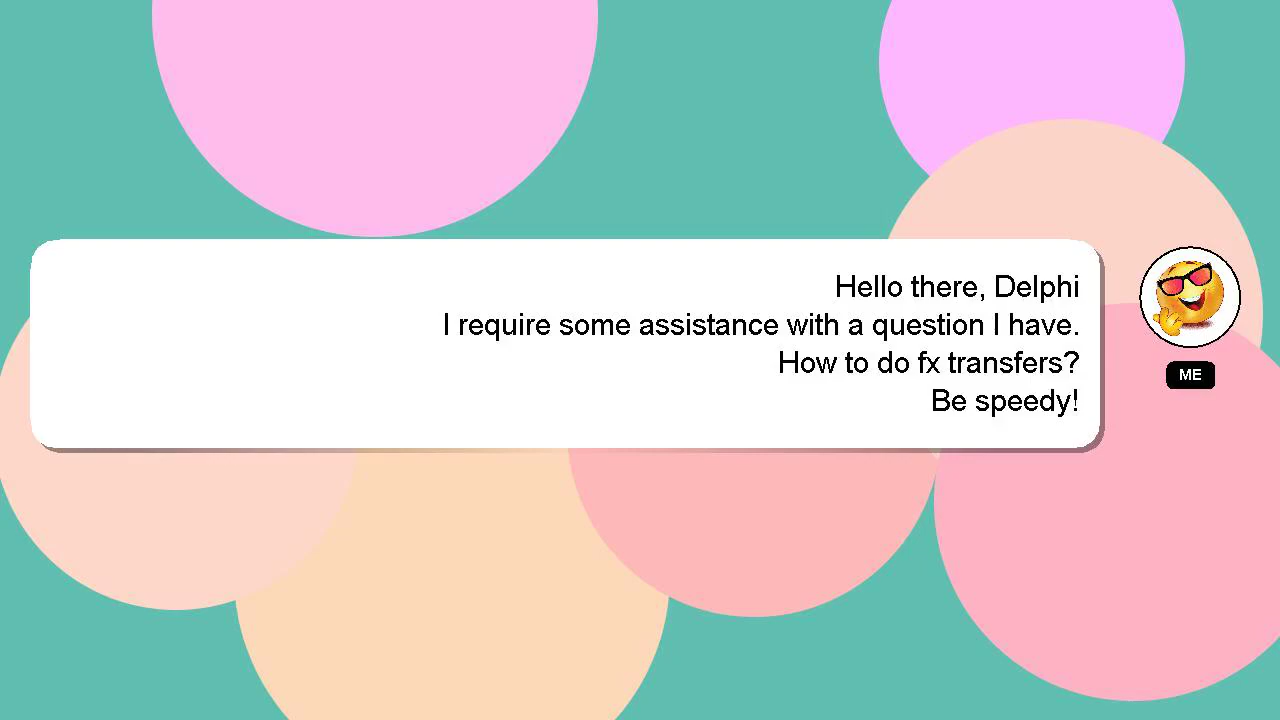 Hello there, Delphi
I require some assistance with a question I have.
How to do fx transfers?
Be speedy!
ME